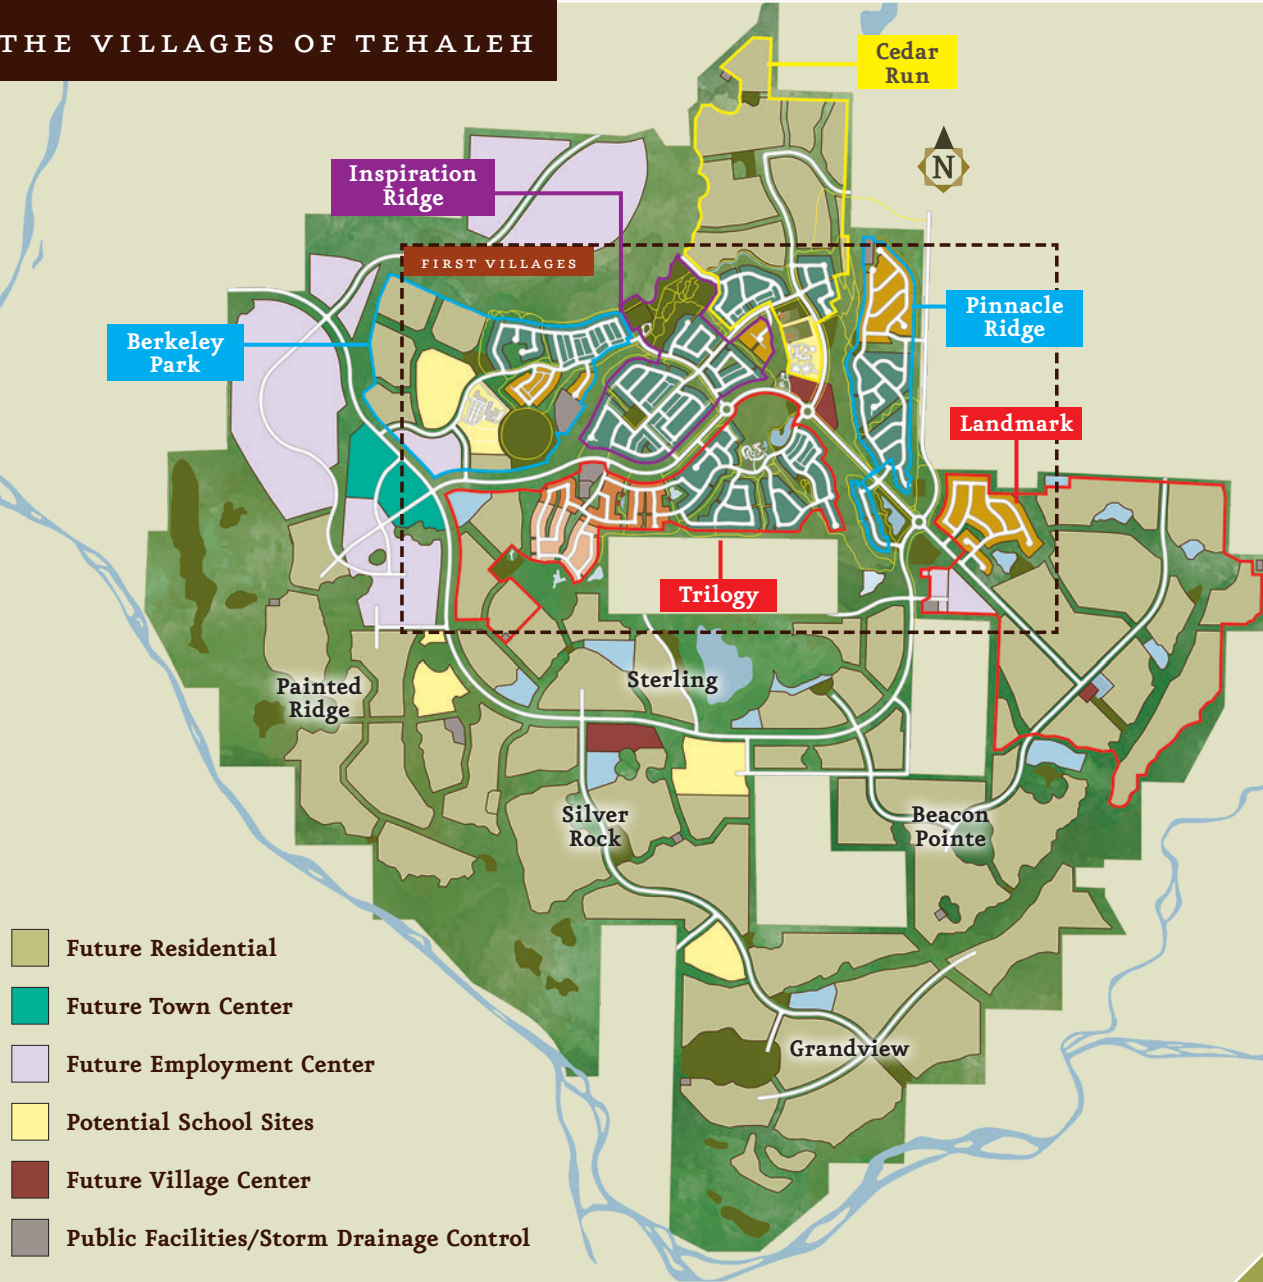 THE VILLAGES OF TEHALEH
Cedar
Run
N
Inspiration
Ridge
FIRST VILLAGES
Pinnacle
Ridge
Berkeley
Park
Landmark
Trilogy
Painted
Ridge
Sterling
Silver
Rock
Beacon
Pointe
Grandview
Future Residential
Future Town Center
Future Employment Center
Potential School Sites
Future Village Center
Public Facilities/Storm Drainage Control